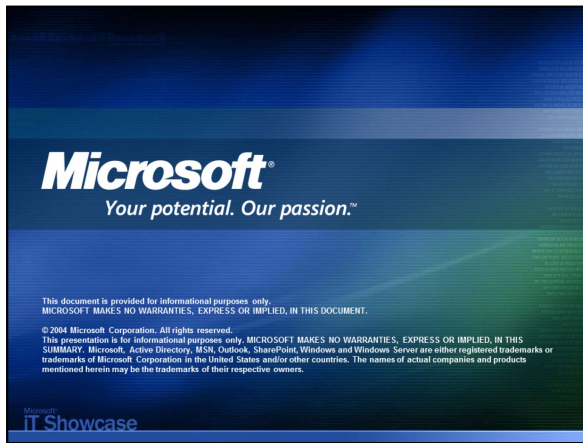 Microsoft®
Your potential. Our passion.™
This document is provided for informational purposes only.
MICROSOFT MAKES NO WARRANTIES, EXPRESS OR IMPLIED, IN THIS DOCUMENT.
© 2004 Microsoft Corporation. All rights reserved.
This presentation is for informational purposes only. MICROSOFT MAKES NO WARRANTIES, EXPRESS OR IMPLIED, IN THIS
SUMMARY. Microsoft, Active Directory, MSN, Outlook, SharePoint, Windows and Windows Server are either registered trademarks or
trademarks of Microsoft Corporation in the United States and/or other countries. The names of actual companies and products
mentioned herein may be the trademarks of their respective owners.
Microsoft
iT Showcase